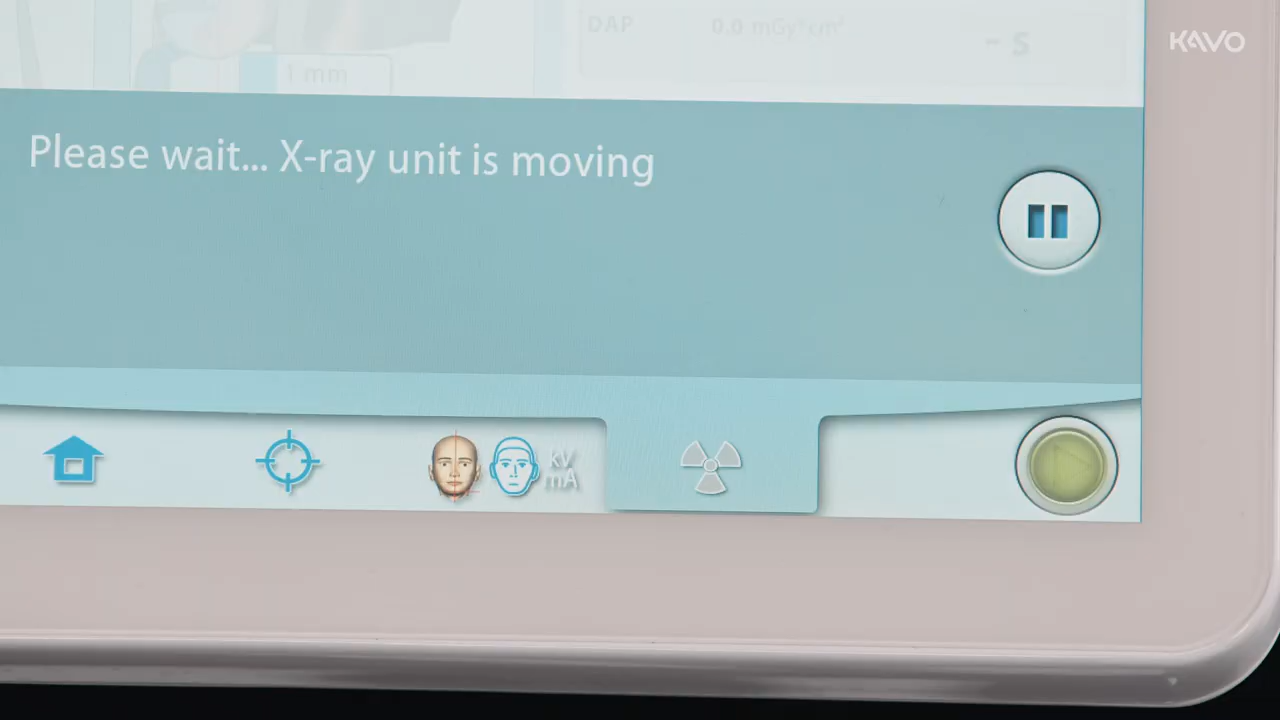 DAP 0.0 mGy*cm² - s
KAVO
1 mm
Please wait... X-ray unit is moving
kV
mA